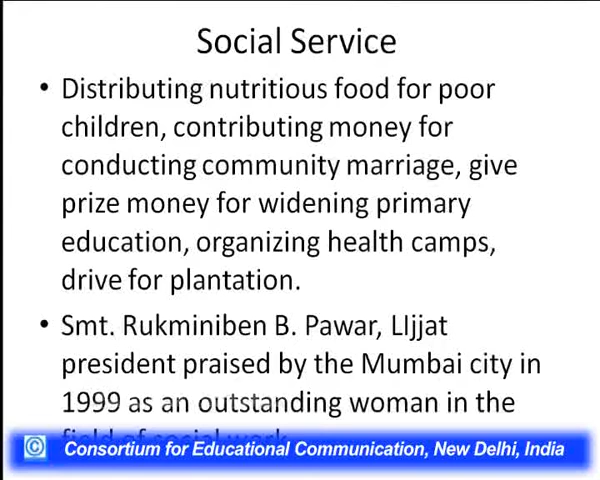 Social Service
• Distributing nutritious food for poor
children, contributing money for
conducting community marriage, give
prize money for widening primary
education, organizing health camps,
drive for plantation.
• Smt. Rukminiben B. Pawar, LIjjat
president praised by the Mumbai city in
1999 as an outstanding woman in the
field of social work
© Consortium for Educational Communication, New Delhi, India